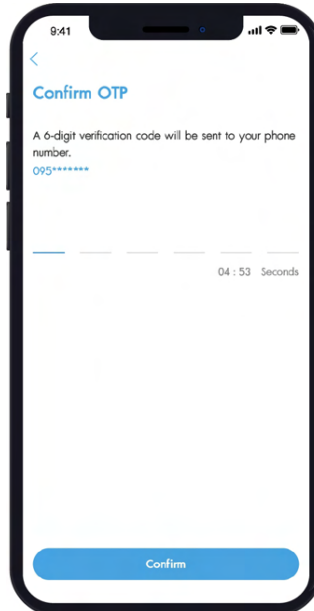 9:41
Confirm OTP
A 6-digit verification code will be sent to your phone
number.
095*******
04 : 53 Seconds
Confirm